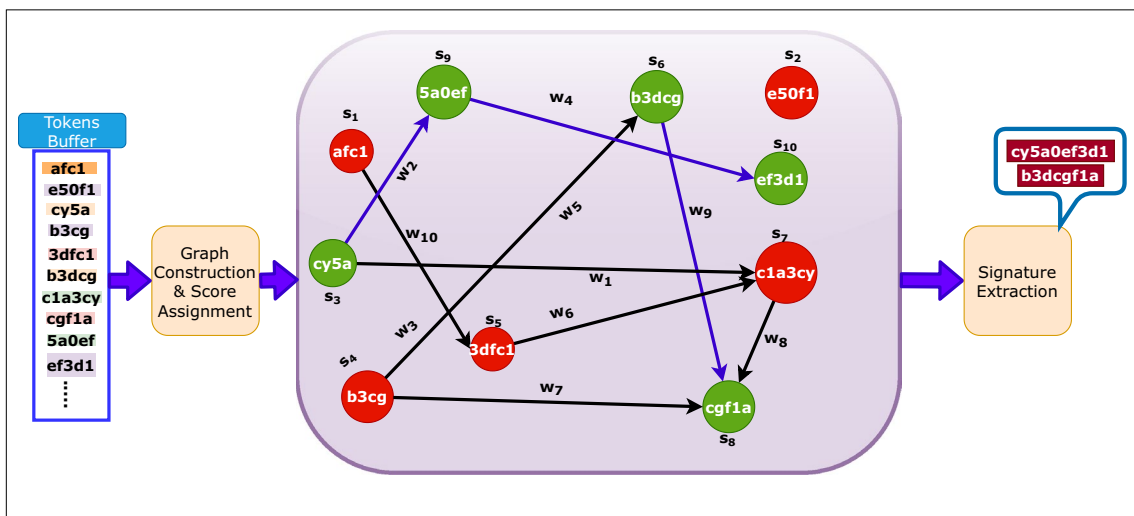 Tokens
Buffer
afc1
e50f1
cy5a
b3cg
3dfc1
b3dcg
c1a3cy
cgf1a
5a0ef
ef3d1
Graph
Construction
& Score
Assignment
s9
5a0ef
s6
b3dcg
s2
e50f1
s1
afc1
w4
s10
ef3d1
w2
w5
w9
w10
s7
c1a3cy
cy5a
s3
w1
w3
s5
3dfc1
w6
w8
s4
b3cg
w7
cgf1a
s8
cy5a0ef3d1
b3dcgf1a
Signature
Extraction